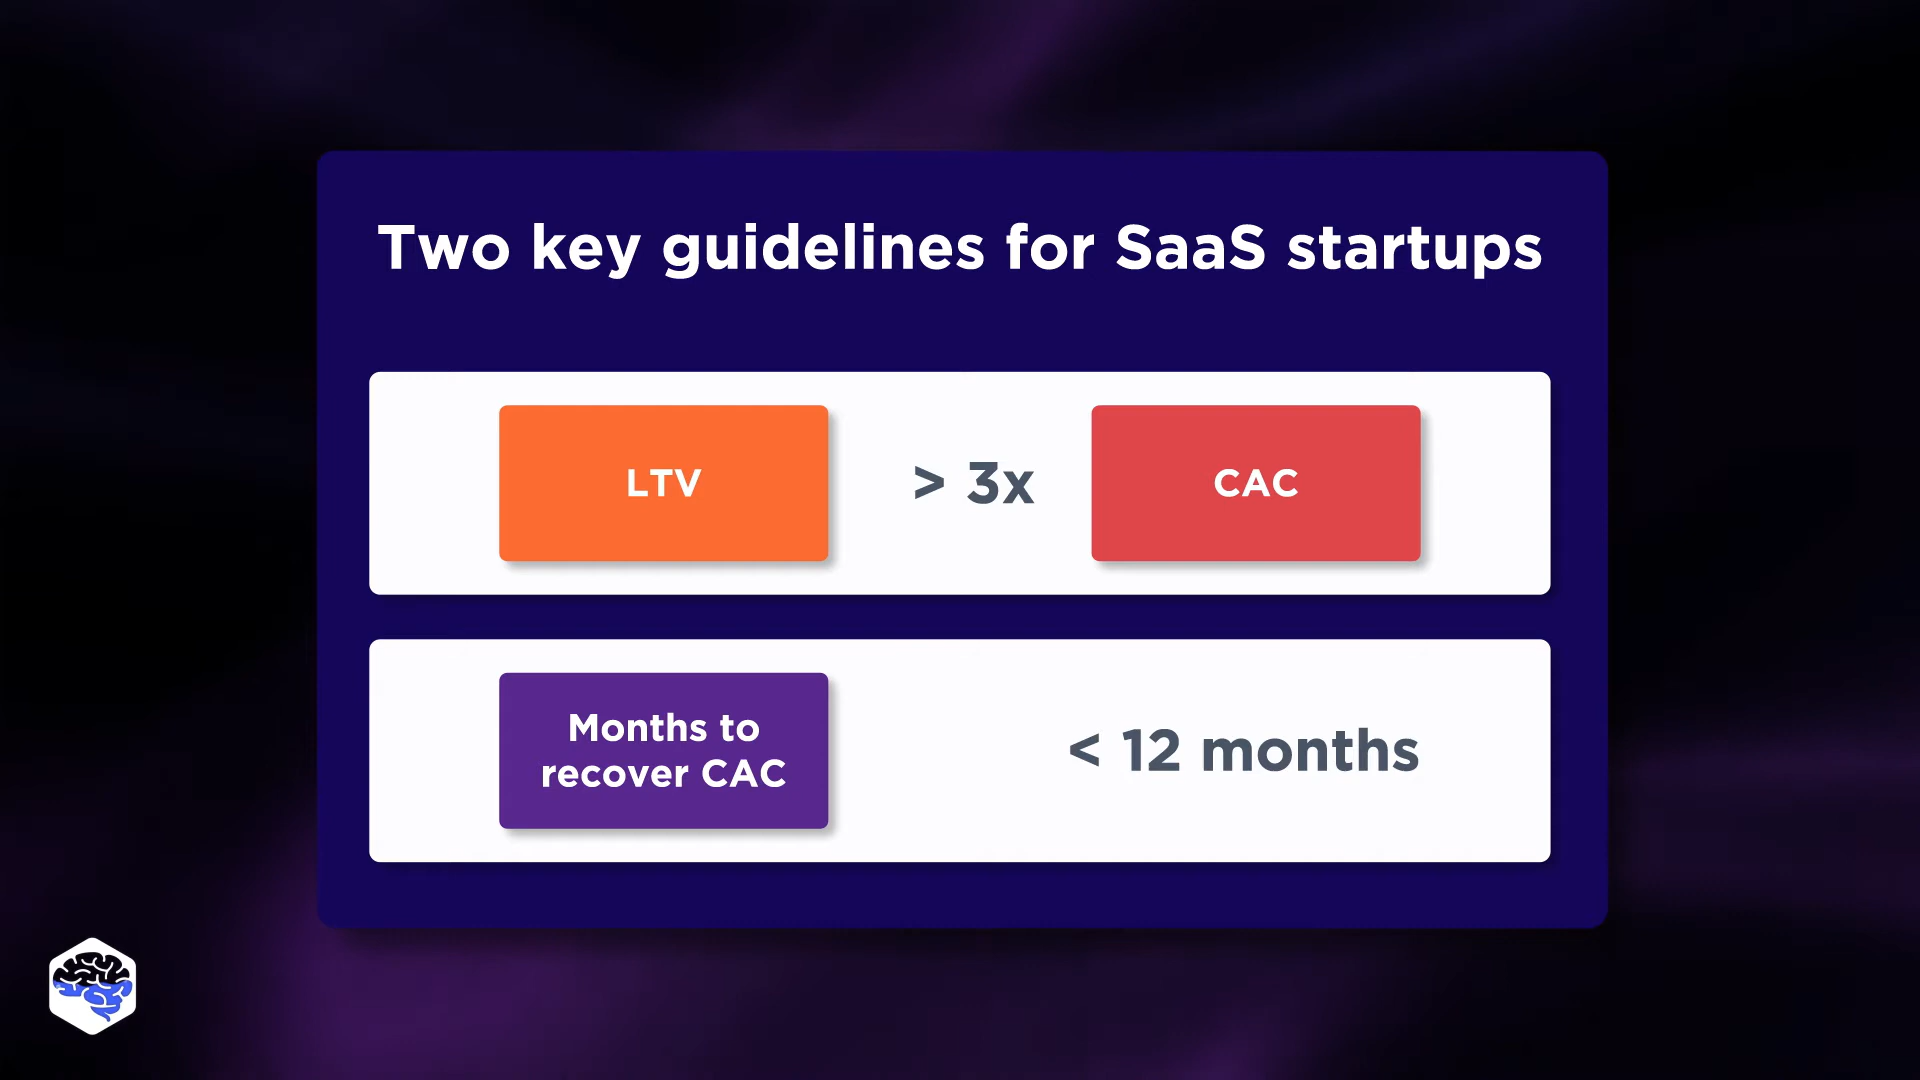 Two key guidelines for SaaS startups
LTV > 3x CAC
Months to
recover CAC
< 12 months